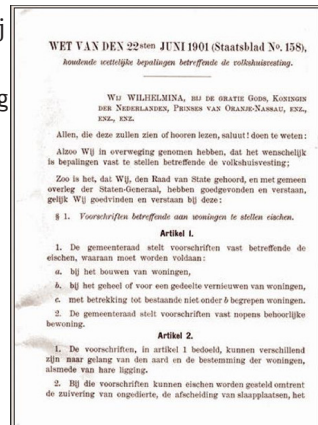 ij
g
WET VAN DEN 22sten JUNI 1901 (Staatsblad No. 158),
houdende wettelijke bepalingen betreffende de volkshuisvesting.
WIJ WILHELMINA, BIJ DE GRATIE GODS, KONINGIN
DER NEDERLANDEN, PRINSES VAN ORANJE-NASSAU, ENZ.,
ENZ., ENZ.
Allen, die deze zullen zien of hooren lezen, saluut! doen te weten:
Alzoo Wij in overweging genomen hebben, dat het wenschelijk
is bepalingen vast te stellen betreffende de volkshuisvesting;
Zoo is het, dat Wij, den Raad van State gehoord, en met gemeen
overleg der Staten-Generaal, hebben goedgevonden en verstaan,
gelijk Wij goedvinden en verstaan bij deze:
§ 1. Voorschriften betreffende aan woningen te stellen eischen.
Artikel 1.
1. De gemeenteraad stelt voorschriften vast betreffende de
eischen, waaraan moet worden voldaan:
a. bij het bouwen van woningen,
b. bij het geheel of voor een gedeelte vernieuwen van woningen,
c. met betrekking tot bestaande niet onder b begrepen woningen.
2. De gemeenteraad stelt voorschriften vast nopens behoorlijke
bewoning.
Artikel 2.
1. De voorschriften, in artikel 1 bedoeld, kunnen verschillend
zijn naar gelang van den aard en de bestemming der woningen,
alsmede van hare ligging.
2. Bij die voorschriften kunnen eischen worden gesteld omtrent
de zuivering van ongedierte, de afscheiding van slaapplaatsen, het